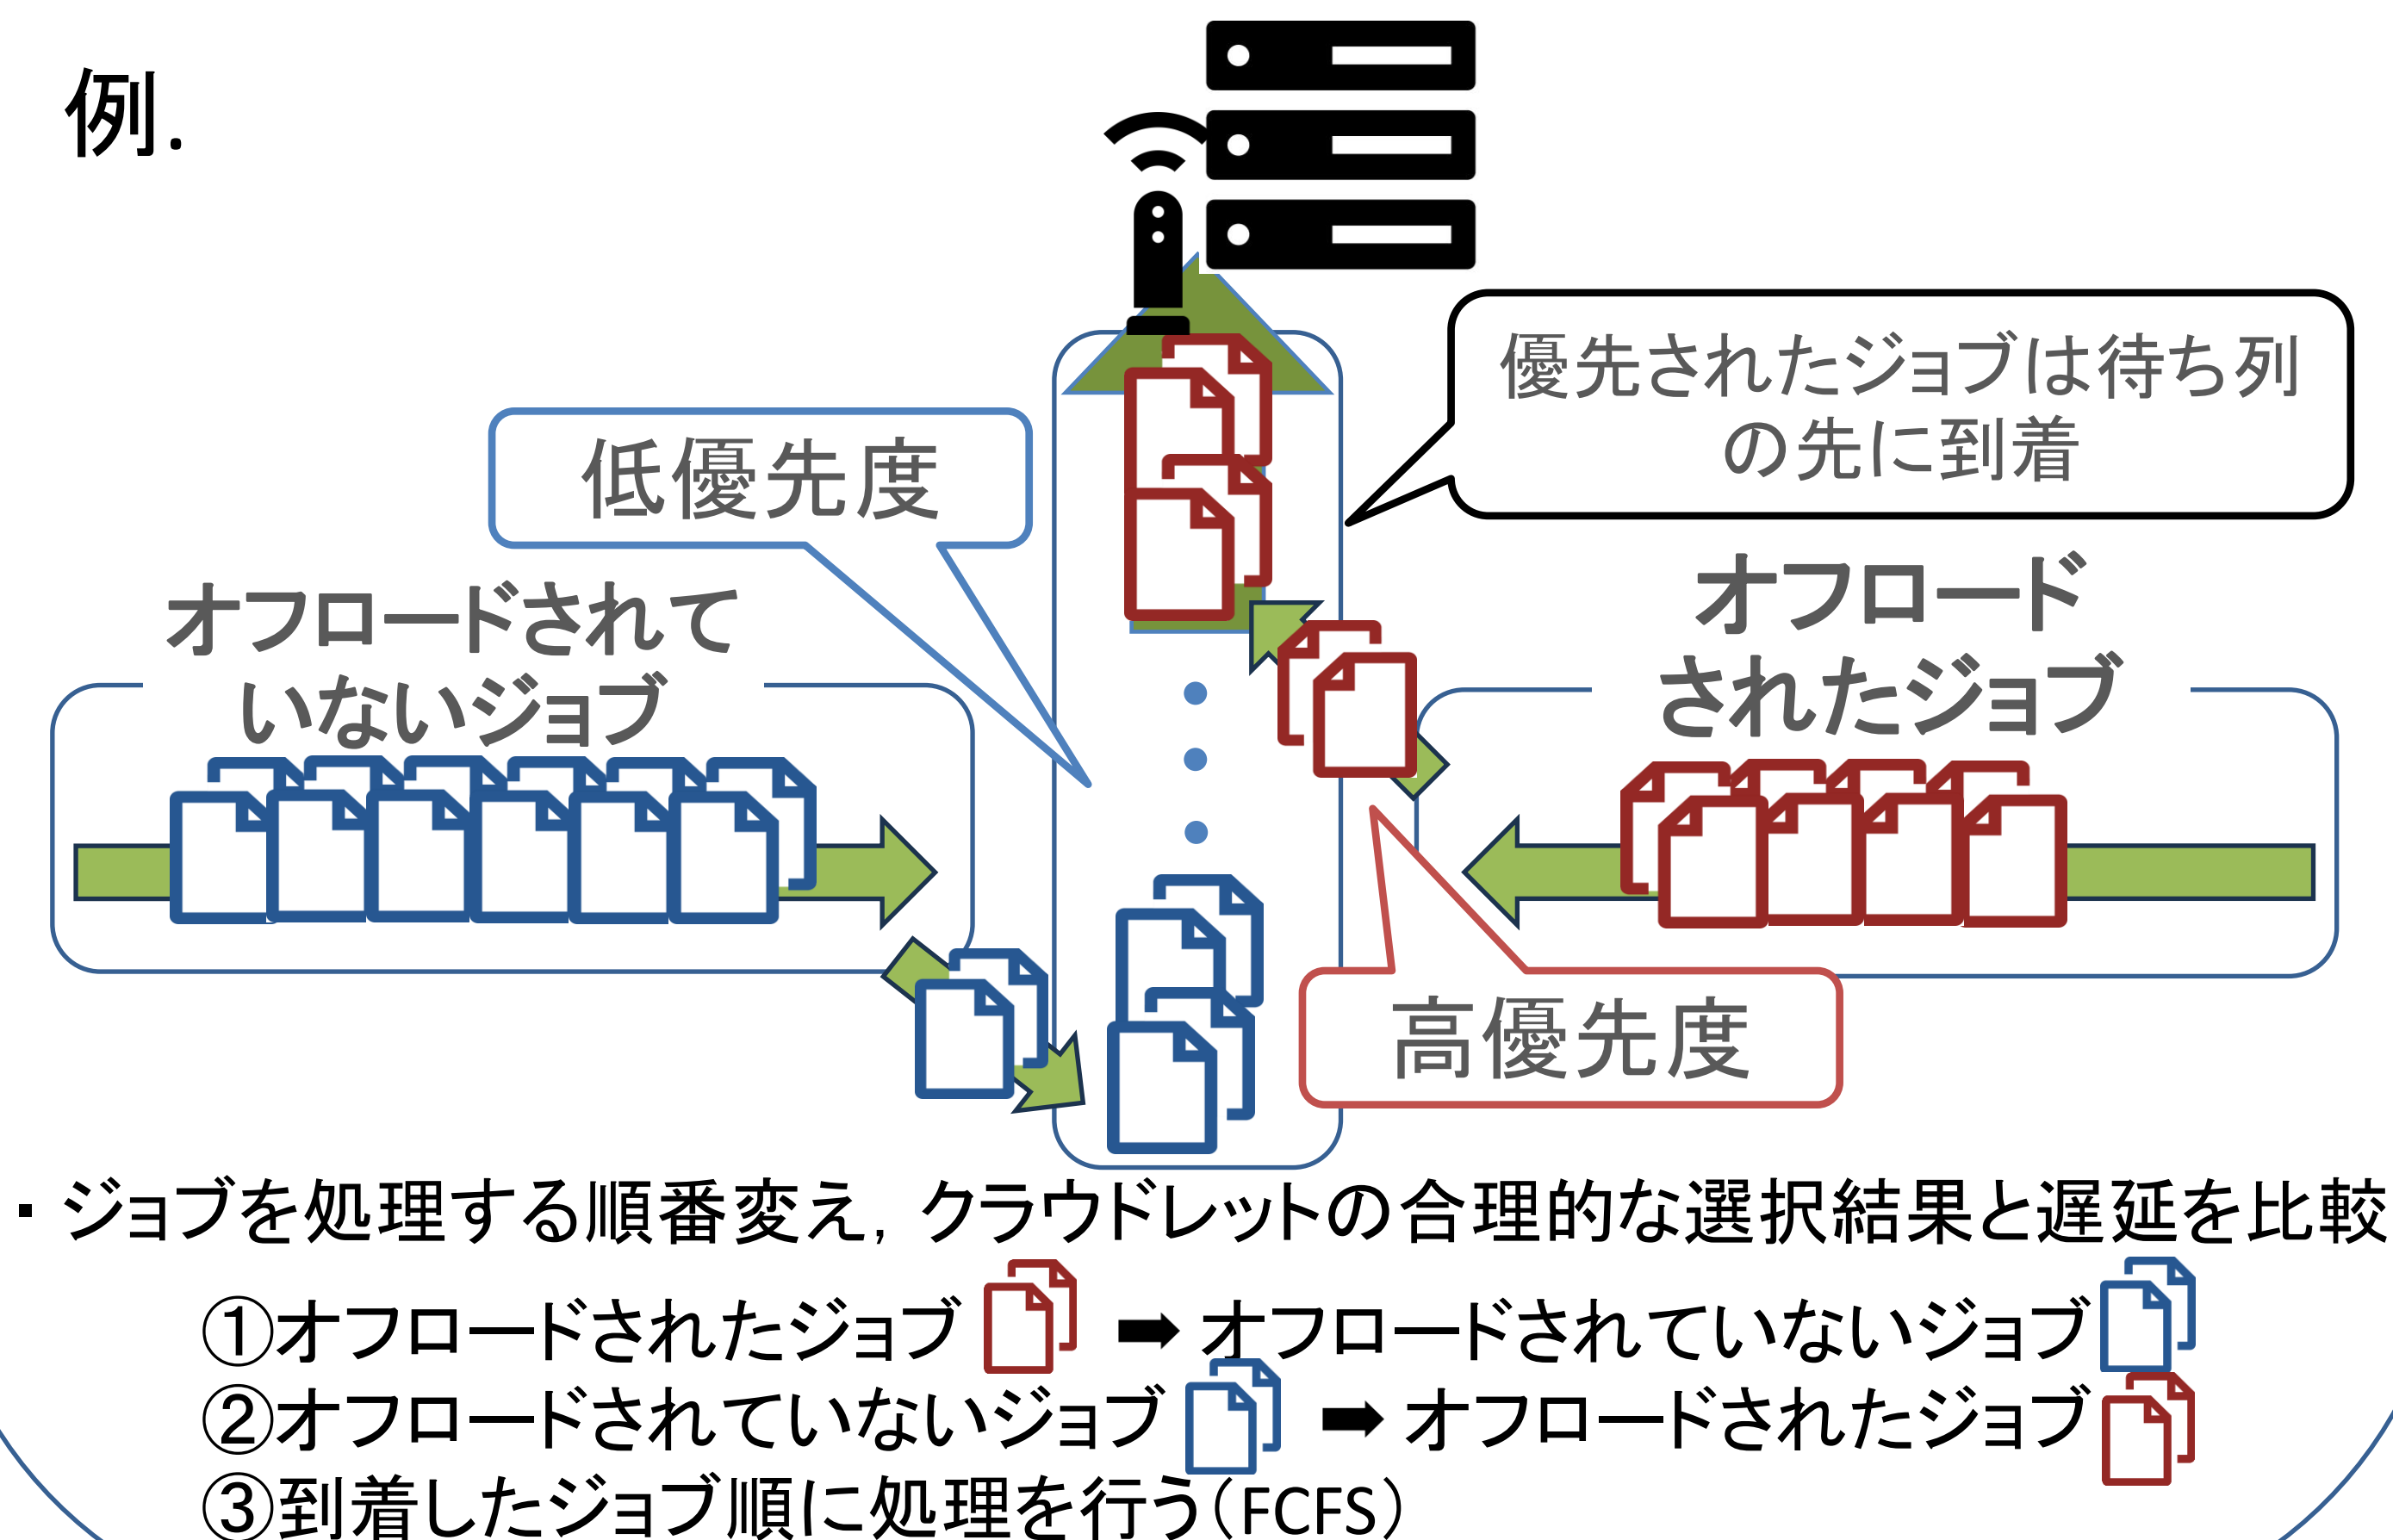 例.
優先されたジョブは待ち列
の先に到着
低優先度
オフロードされて
いないジョブ
オフロード
されたジョブ
高優先度
▪ ジョブを処理する順番変え, クラウドレットの合理的な選択結果と遅延を比較
①オフロードされたジョブ ➡ オフロードされていないジョブ
②オフロードされていないジョブ ➡ オフロードされたジョブ
③到着したジョブ順に処理を行う(FCFS)